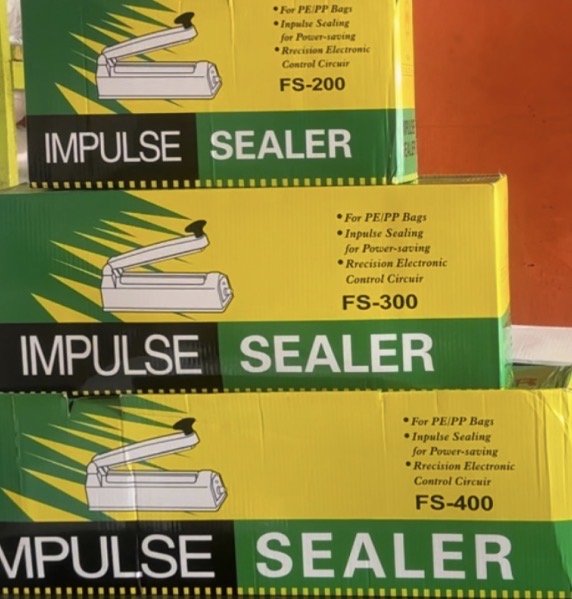 • For PE/PP Bags
• Inpulse Sealing
for Power-saving
• Rrecision Electronic
Control Circuir
FS-200
IMPULSE SEALER
• For PE/PP Bags
• Inpulse Sealing
for Power-saving
• Rrecision Electronic
Control Circuir
FS-300
IMPULSE SEALER
• For PE/PP Bags
• Inpulse Sealing
for Power-saving
• Rrecision Electronic
Control Circuir
FS-400
MPULSE SEALER